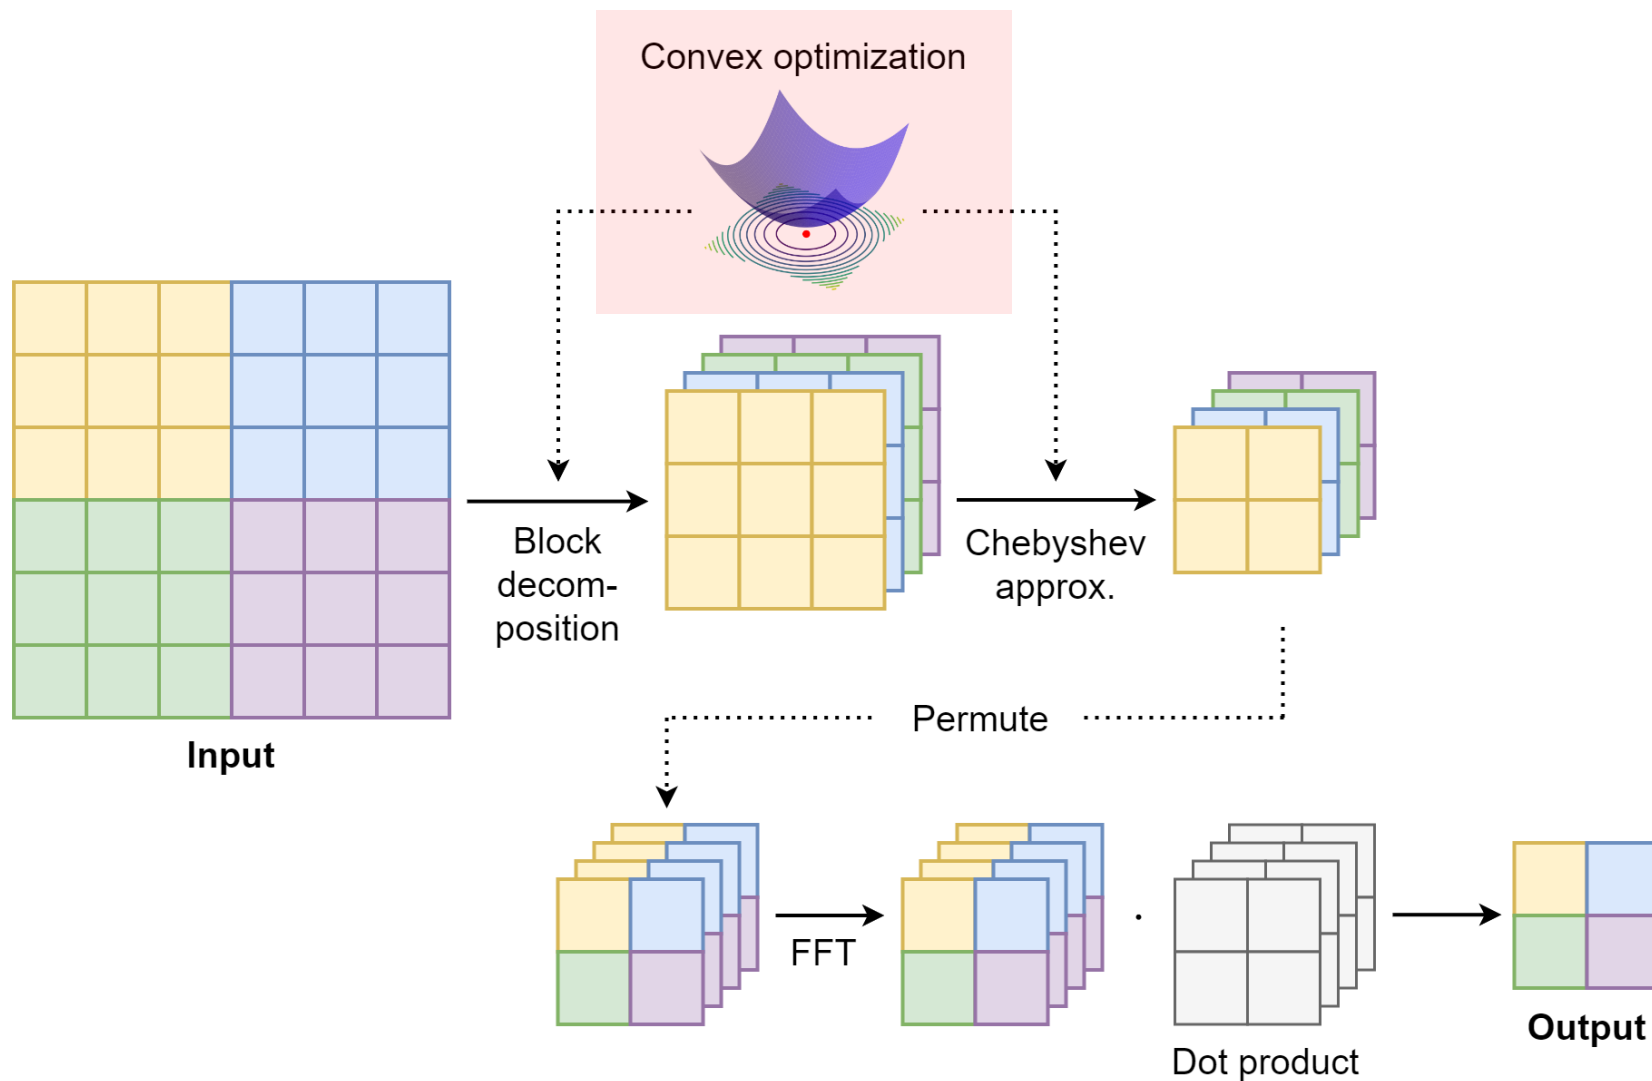 Convex optimization
Block
decom-
position
Chebyshev
approx.
Input
Permute
FFT
.
Dot product
Output